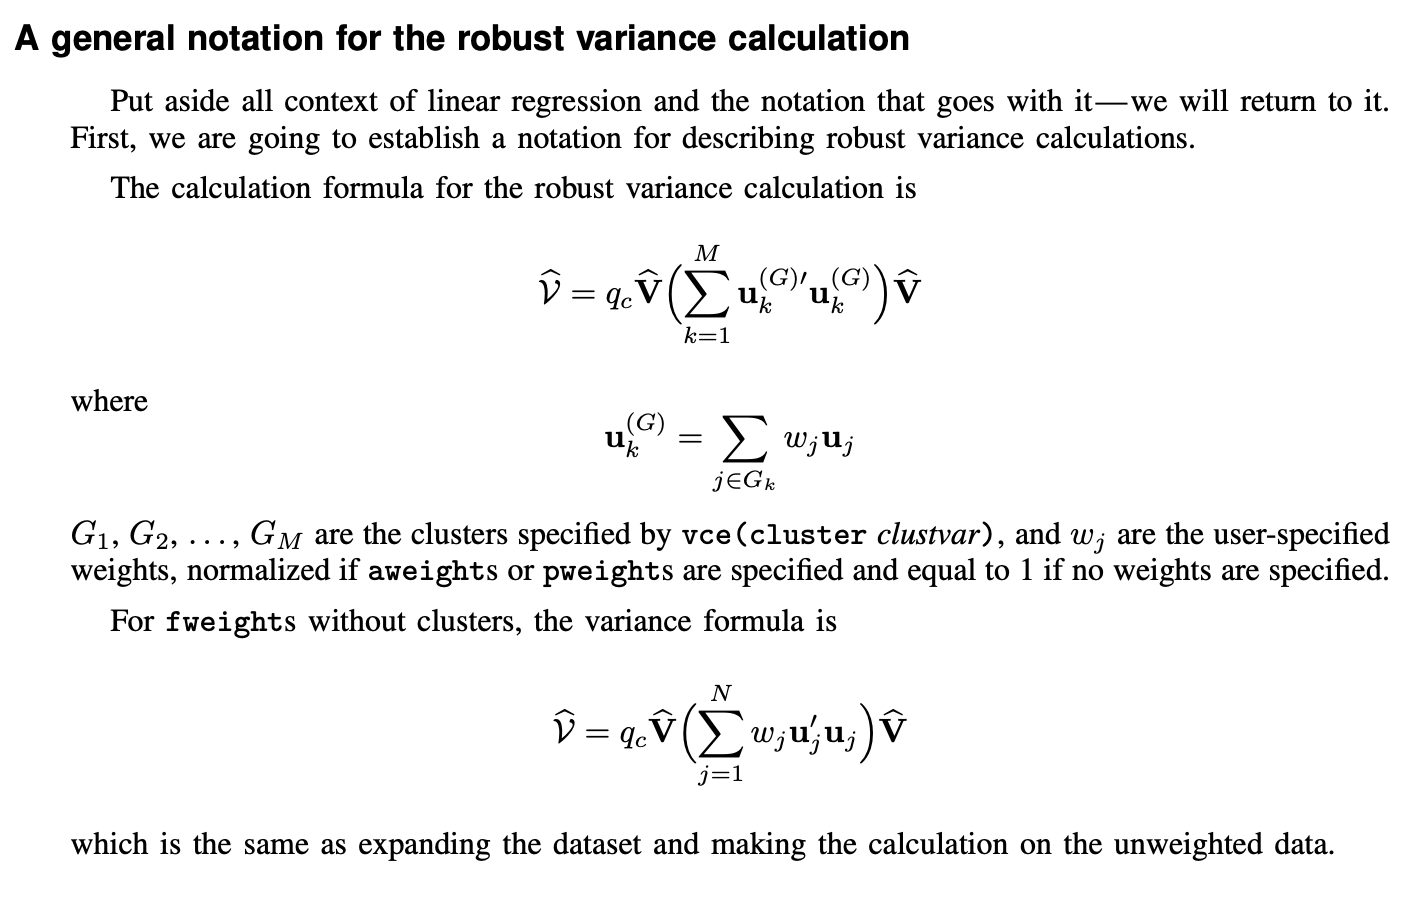 A general notation for the robust variance calculation
Put aside all context of linear regression and the notation that goes with it—we will return to it.
First, we are going to establish a notation for describing robust variance calculations.
The calculation formula for the robust variance calculation is
$\widehat{\mathcal{V}} = q_c \widehat{\mathbf{V}} \left( \sum_{k=1}^{M} \mathbf{u}_k^{(G)\prime} \mathbf{u}_k^{(G)} \right) \widehat{\mathbf{V}}$
where
$\mathbf{u}_k^{(G)} = \sum_{j \in G_k} w_j \mathbf{u}_j$
$G_1$, $G_2$, ..., $G_M$ are the clusters specified by vce(cluster clustvar), and $w_j$ are the user-specified
weights, normalized if aweights or pweights are specified and equal to 1 if no weights are specified.
For fweights without clusters, the variance formula is
$\widehat{\mathcal{V}} = q_c \widehat{\mathbf{V}} \left( \sum_{j=1}^{N} w_j \mathbf{u}_j^{\prime} \mathbf{u}_j \right) \widehat{\mathbf{V}}$
which is the same as expanding the dataset and making the calculation on the unweighted data.